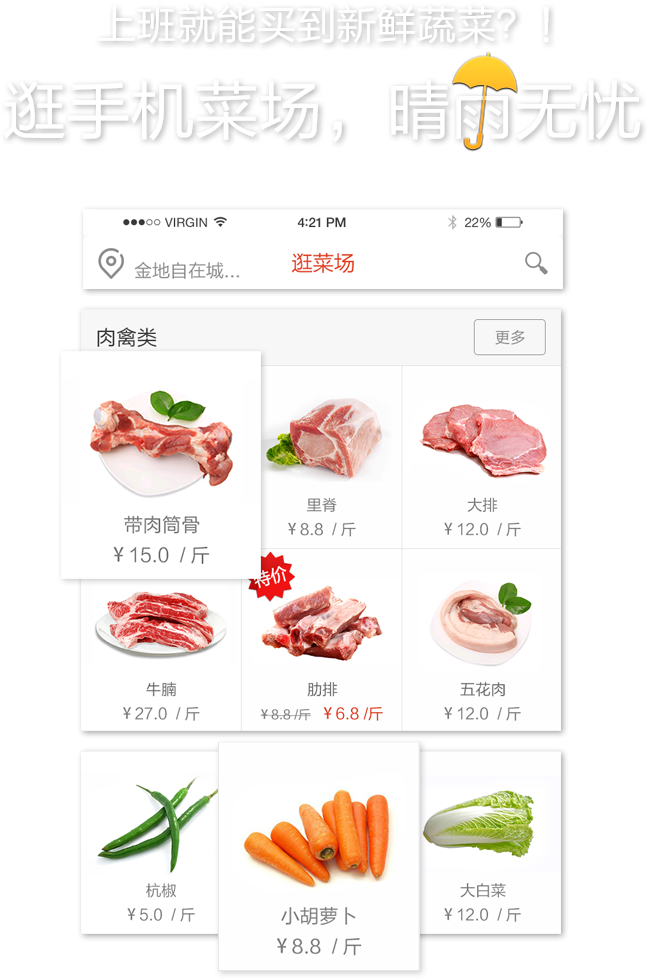 上班就能买到新鲜蔬菜？！
逛手机菜场，晴雨无忧
VIRGIN 4:21 PM 22%
金地自在城... 逛菜场
肉禽类 更多
带肉筒骨 里脊 大排
¥15.0 /斤 ¥8.8 /斤 ¥12.0 /斤
特价
牛腩 肋排 五花肉
¥27.0 /斤 ¥8.8/斤 ¥6.8/斤 ¥12.0 /斤
杭椒 小胡萝卜 大白菜
¥5.0 /斤 ¥8.8 /斤 ¥12.0 /斤